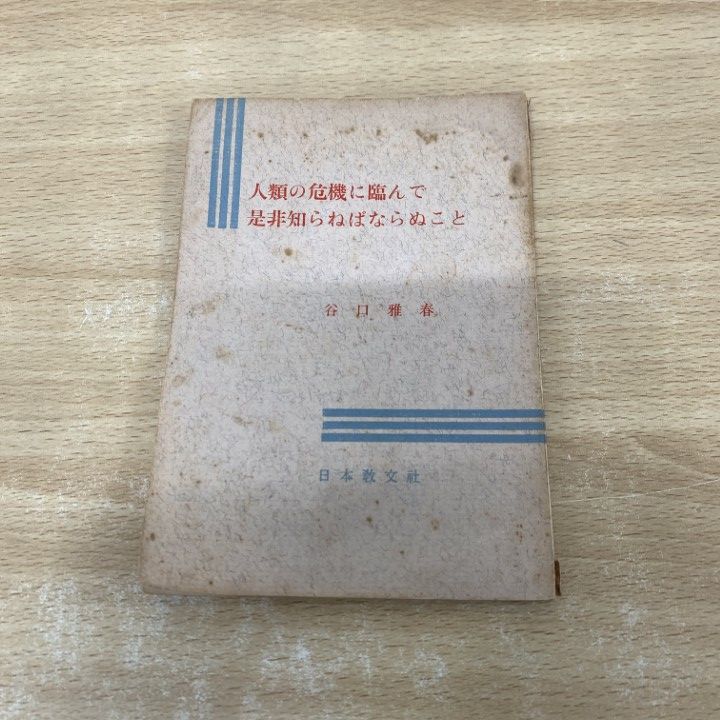 人類の危機に臨んで
是非知らねばならぬこと
谷口雅春
日本教文社